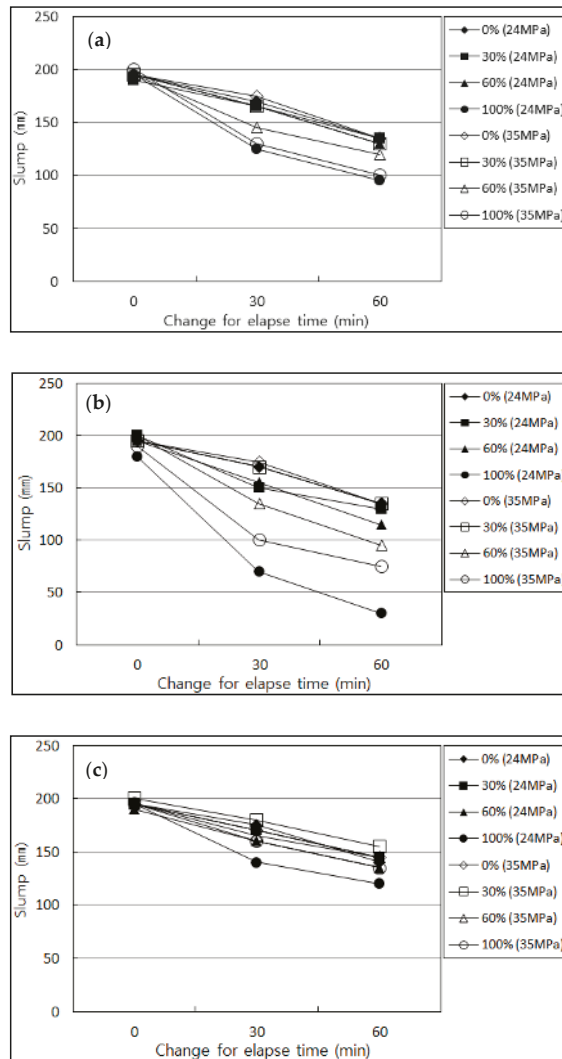 (a)
250
200
150
100
50
0
Slump (㎜)
0 30 60
Change for elapse time (min)
0% (24MPa)
30% (24MPa)
60% (24MPa)
100% (24MPa)
0% (35MPa)
30% (35MPa)
60% (35MPa)
100% (35MPa)
(b)
250
200
150
100
50
0
Slump (㎜)
0 30 60
Change for elapse time (min)
0% (24MPa)
30% (24MPa)
60% (24MPa)
100% (24MPa)
0% (35MPa)
30% (35MPa)
60% (35MPa)
100% (35MPa)
(c)
250
200
150
100
50
0
Slump (㎜)
0 30 60
Change for elapse time (min)
0% (24MPa)
30% (24MPa)
60% (24MPa)
100% (24MPa)
0% (35MPa)
30% (35MPa)
60% (35MPa)
100% (35MPa)